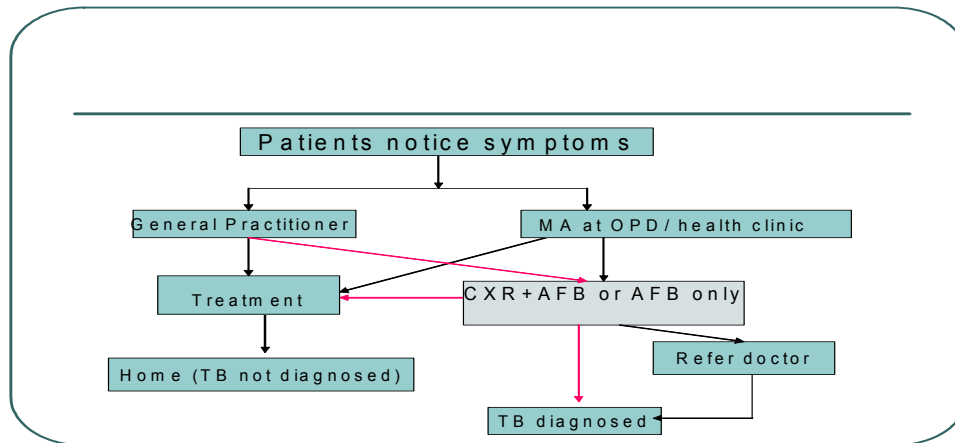 Patients notice symptoms
General Practitioner
MA at OPD/ health clinic
Treatment
CXR+AFB or AFB only
Refer doctor
Home (TB not diagnosed)
TB diagnosed